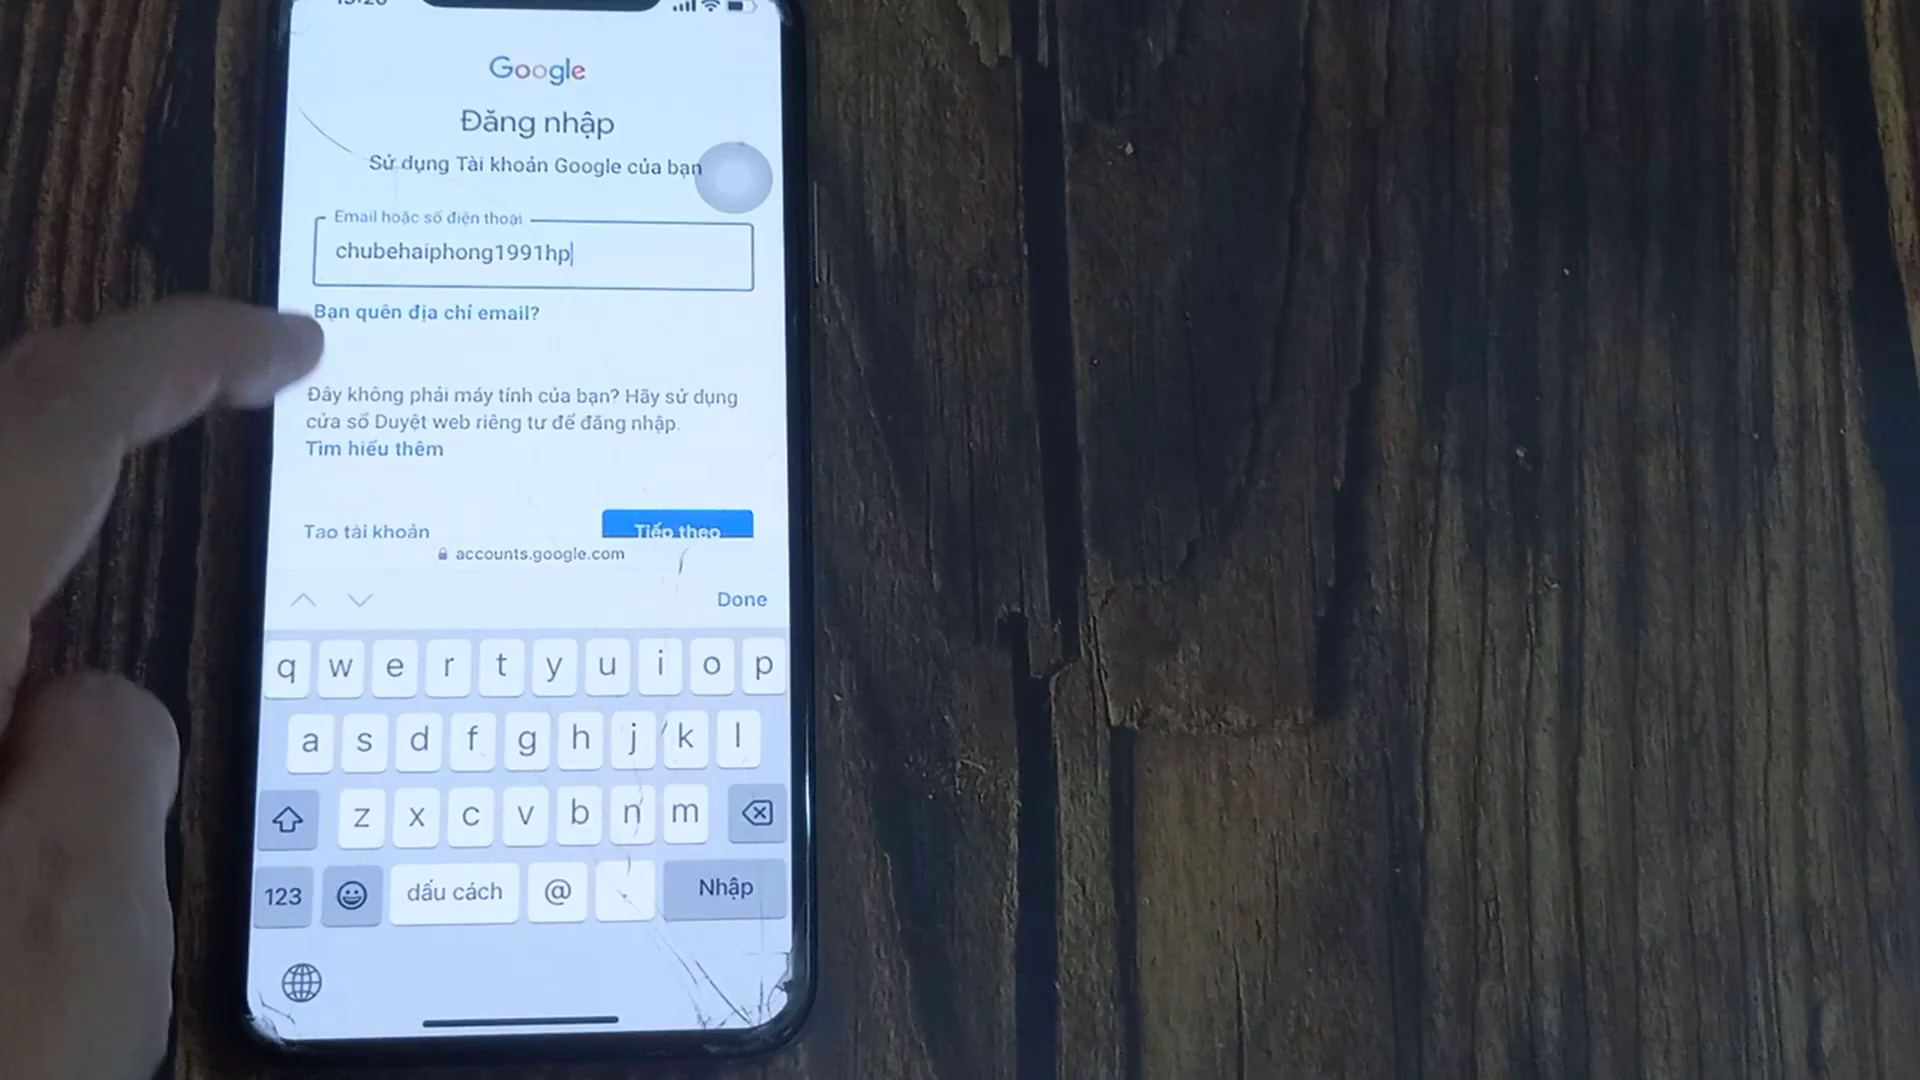 Google
Đăng nhập
Sử dụng Tài khoản Google của bạn
Email hoặc số điện thoại
chubehaiphong1991hp
Bạn quên địa chỉ email?
Đây không phải máy tính của bạn? Hãy sử dụng
cửa sổ Duyệt web riêng tư để đăng nhập.
Tìm hiểu thêm
Tạo tài khoản Tiếp theo
accounts.google.com
Done
q w e r t y u i o p
a s d f g h j k l
z x c v b n m
123 dấu cách @ . Nhập